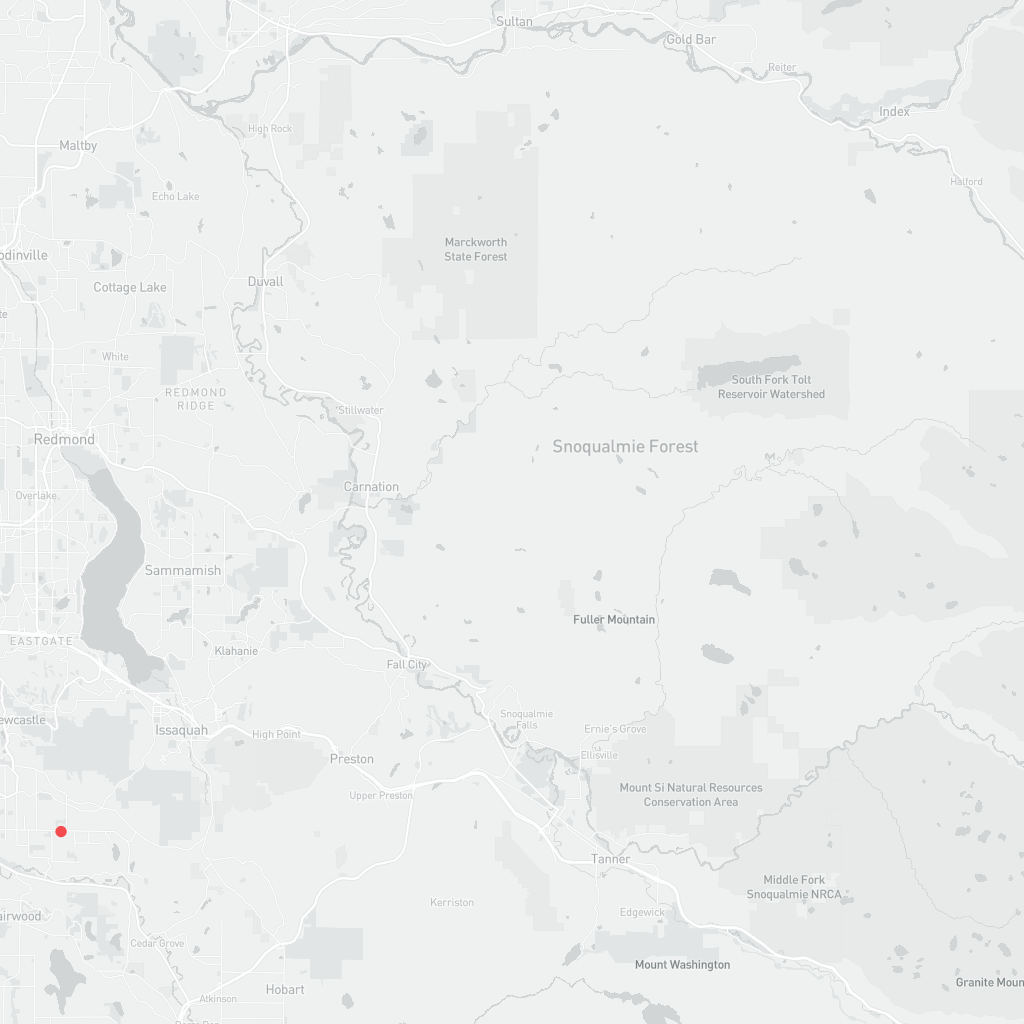 Sultan
Gold Bar
Reiter
Index
High Rock
Maltby
Halford
Echo Lake
Marckworth
State Forest
odinville
Duvall
Cottage Lake
te
White
South Fork Tolt
Reservoir Watershed
REDMOND
RIDGE
Stillwater
Redmond
Snoqualmie Forest
Carnation
Overlake
Sammamish
Fuller Mountain
EASTGATE
Klahanie
Fall City
ewcastle
Snoqualmie
Falls
Issaquah
High Point
Ernie's Grove
Ellisville
Preston
Upper Preston
Mount Si Natural Resources
Conservation Area
Tanner
Middle Fork
Snoqualmie NRCA
Kerriston
Edgewick
airwood
Cedar Grove
Mount Washington
Granite Moun
Hobart
Atkinson